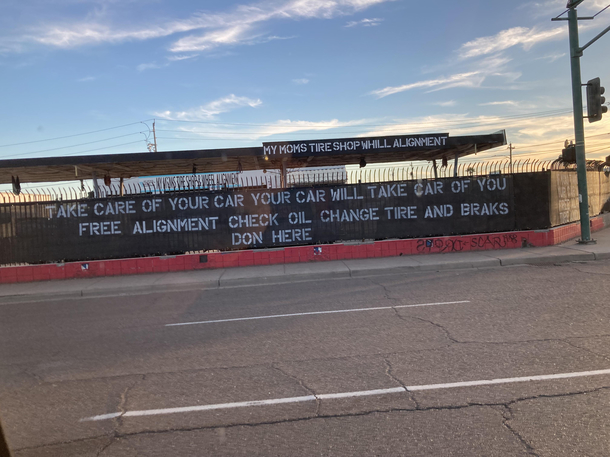 MY MOMS TIRE SHOP WHILL ALIGNMENT
TAKE CARE OF YOUR CAR YOUR CAR WILL TAKE CAR OF YOU
FREE ALIGNMENT CHECK OIL CHANGE TIRE AND BRAKS
DON HERE